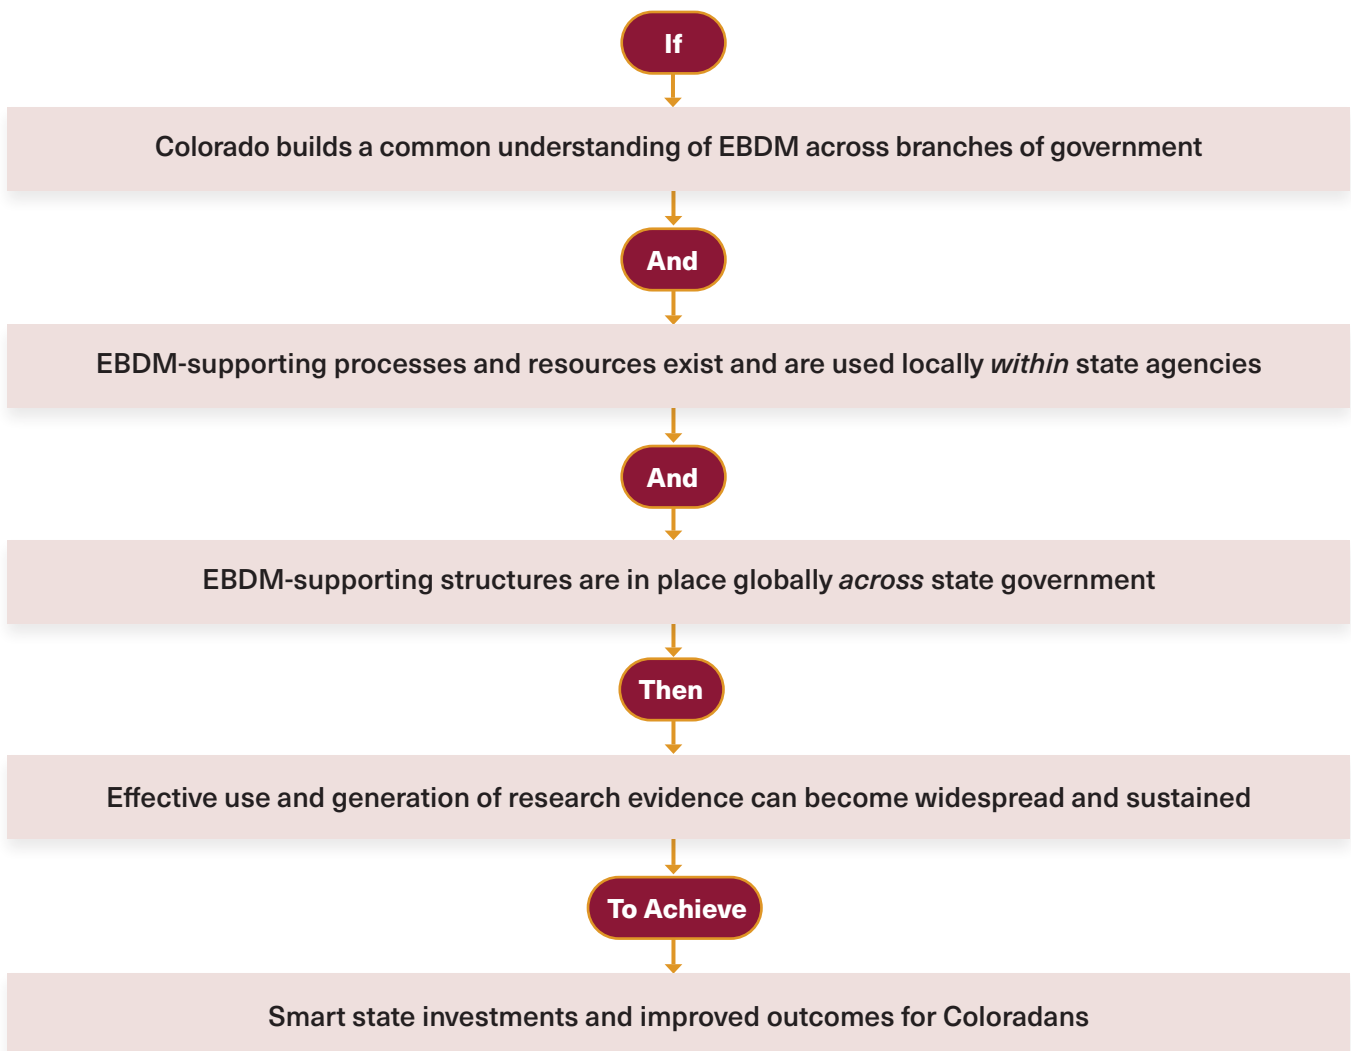 If
Colorado builds a common understanding of EBDM across branches of government
And
EBDM-supporting processes and resources exist and are used locally within state agencies
And
EBDM-supporting structures are in place globally across state government
Then
Effective use and generation of research evidence can become widespread and sustained
To Achieve
Smart state investments and improved outcomes for Coloradans